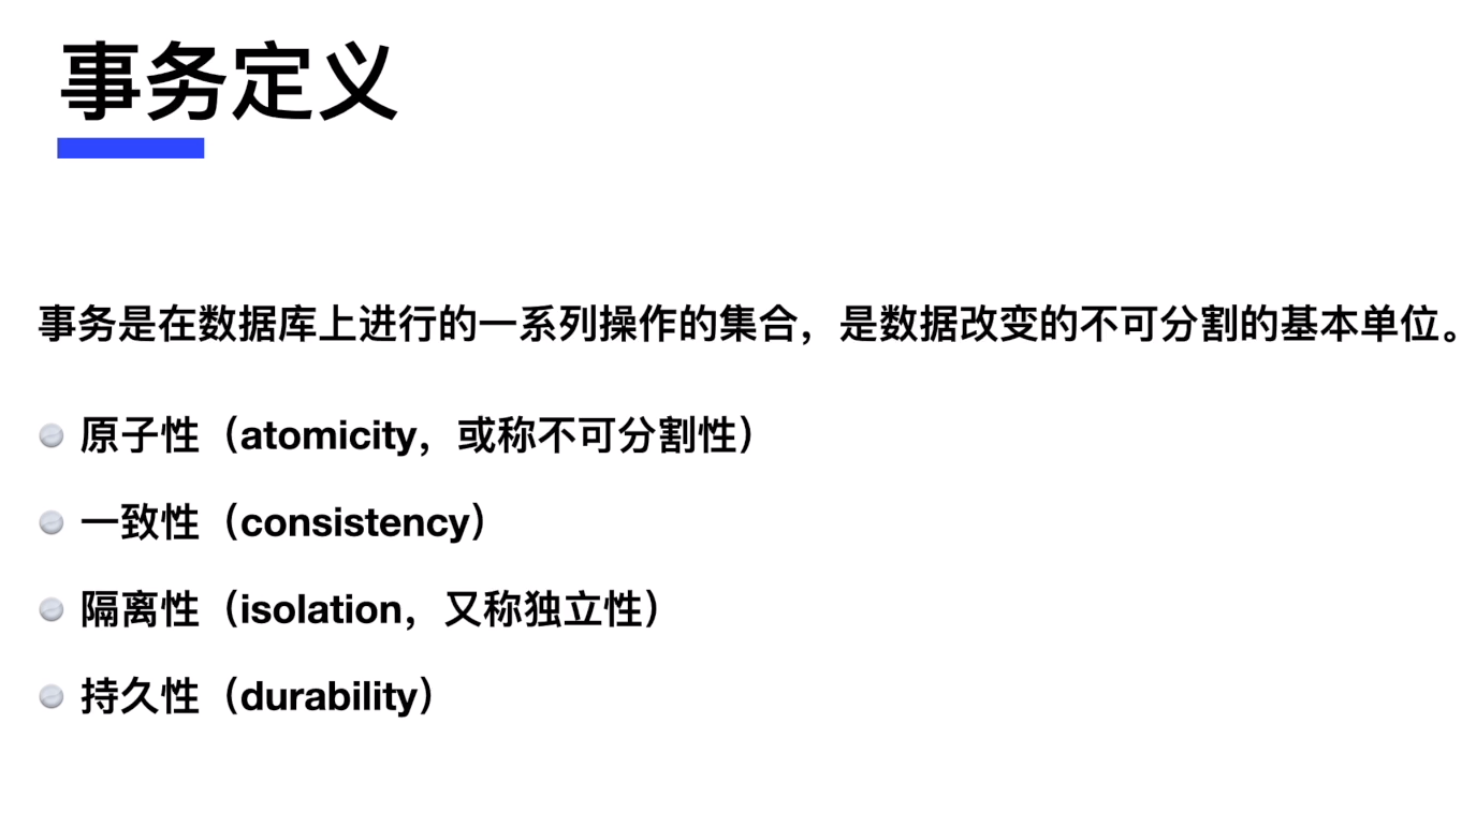 事务定义
事务是在数据库上进行的一系列操作的集合，是数据改变的不可分割的基本单位。
原子性（atomicity，或称不可分割性）
一致性（consistency）
隔离性（isolation，又称独立性）
持久性（durability）